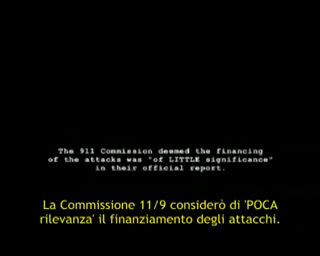 The 911 Commission deemed the financing
of the attacks was "of LITTLE significance"
in their official report.
La Commissione 11/9 considerò di 'POCA
rilevanza' il finanziamento degli attacchi.